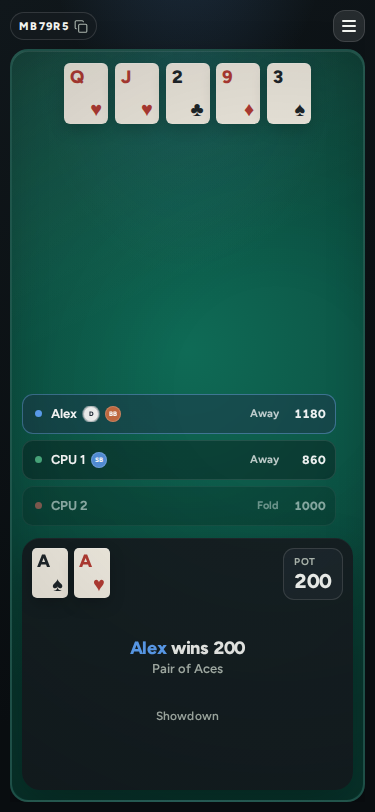 MB79R5
Q J 2 9 3
Alex D BB Away 1180
CPU 1 SB Away 860
CPU 2 Fold 1000
A A
POT
200
Alex wins 200
Pair of Aces
Showdown